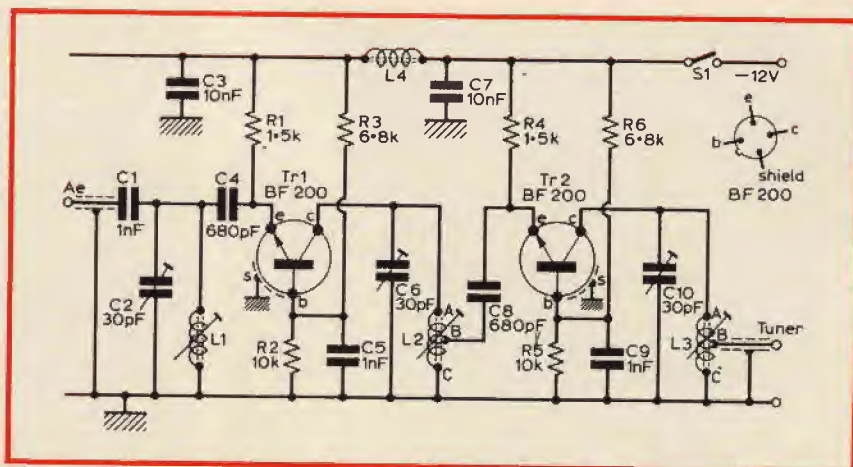 C3
10nF
L4
C7
10nF
S1
-12V
R1
1·5k
R3
6·8k
R4
1·5k
R6
6·8k
e
b
c
shield
BF 200
Ae
C1
1nF
C4
680pF
Tr1
BF 200
e
c
s
b
C2
30pF
L1
R2
10k
C5
1nF
C6
30pF
A
B
C
L2
C8
680pF
Tr2
BF 200
e
c
s
b
R5
10k
C9
1nF
C10
30pF
A
B
C
L3
Tuner